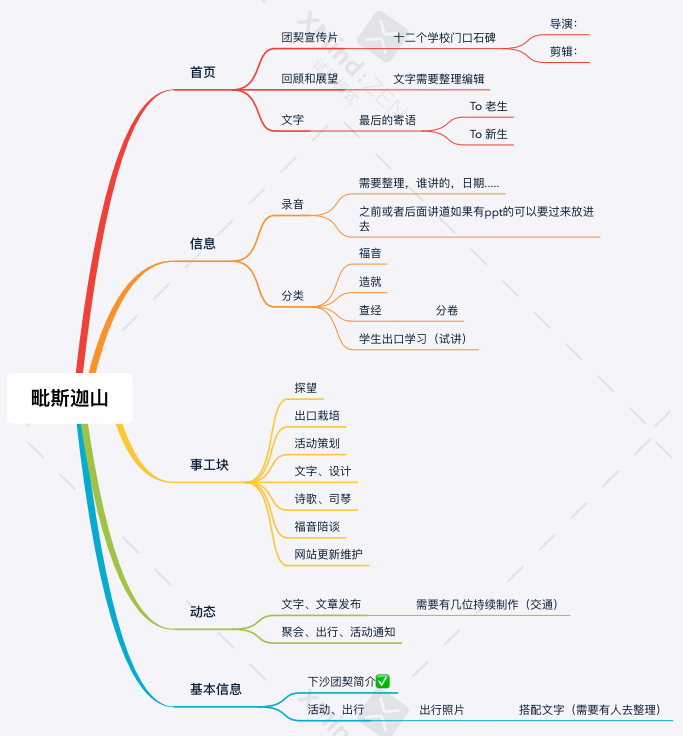 首页
团契宣传片
十二个学校门口石碑
导演：
剪辑：
回顾和展望
文字需要整理编辑
文字
最后的寄语
To 老生
To 新生
信息
录音
需要整理，谁讲的，日期.....
之前或者后面讲道如果有ppt的可以要过来放进
去
分类
福音
造就
查经
分卷
学生出口学习（试讲）
毗斯迦山
事工块
探望
出口栽培
活动策划
文字、设计
诗歌、司琴
福音陪谈
网站更新维护
动态
文字、文章发布
需要有几位持续制作（交通）
聚会、出行、活动通知
基本信息
下沙团契简介✅
活动、出行
出行照片
搭配文字（需要有人去整理）
XMind:ZEN
试用模式
XMind